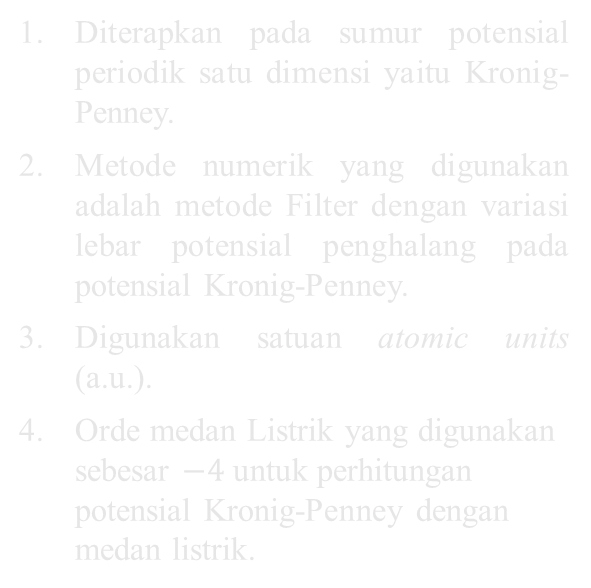 1. Diterapkan pada sumur potensial
periodik satu dimensi yaitu Kronig-
Penney.
2. Metode numerik yang digunakan
adalah metode Filter dengan variasi
lebar potensial penghalang pada
potensial Kronig-Penney.
3. Digunakan satuan atomic units
(a.u.).
4. Orde medan Listrik yang digunakan
sebesar −4 untuk perhitungan
potensial Kronig-Penney dengan
medan listrik.